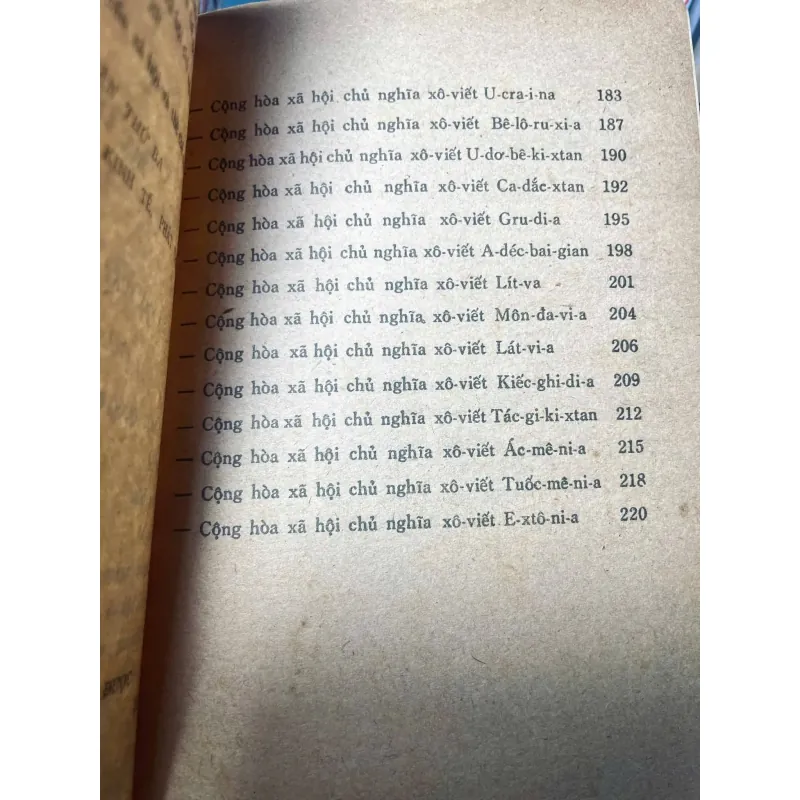 N THỨ BA
KINH TẾ,
được
— Cộng hòa xã hội chủ nghĩa xô-viết U-cra-i-na 183
— Cộng hòa xã hội chủ nghĩa xô-viết Bê-lô-ru-xi-a 187
— Cộng hòa xã hội chủ nghĩa xô-viết U-dơ-bê-ki-xtan 190
— Cộng hòa xã hội chủ nghĩa xô-viết Ca-dắc-xtan 192
— Cộng hòa xã hội chủ nghĩa xô-viết Gru-di-a 195
— Cộng hòa xã hội chủ nghĩa xô-viết A-déc-bai-gian 198
— Cộng hòa xã hội chủ nghĩa xô-viết Lít-va 201
— Cộng hòa xã hội chủ nghĩa xô-viết Môn-đa-vi-a 204
— Cộng hòa xã hội chủ nghĩa xô-viết Lát-vi-a 206
— Cộng hòa xã hội chủ nghĩa xô-viết Kiếc-ghi-di-a 209
— Cộng hòa xã hội chủ nghĩa xô-viết Tác-gi-ki-xtan 212
— Cộng hòa xã hội chủ nghĩa xô-viết Ác-mê-ni-a 215
— Cộng hòa xã hội chủ nghĩa xô-viết Tuốc-mê-ni-a 218
— Cộng hòa xã hội chủ nghĩa xô-viết E-xtô-ni-a 220